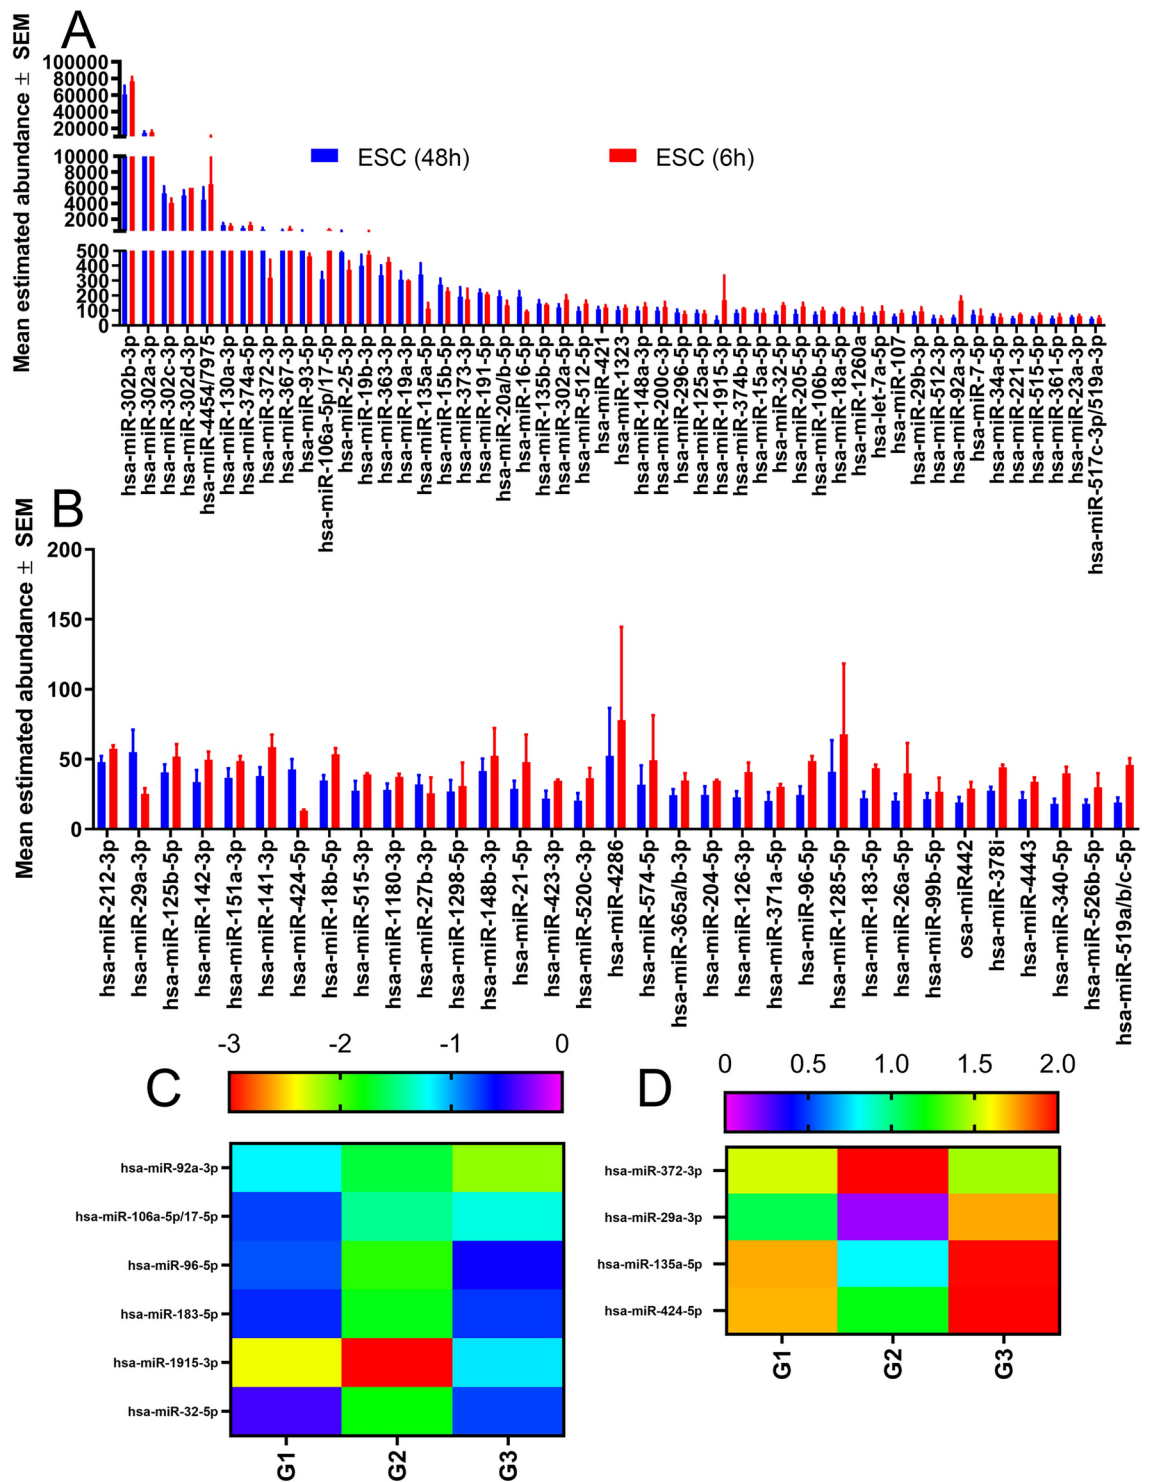 A
Mean estimated abundance ± SEM
100000
80000
60000
40000
20000
10000
8000
6000
4000
2000
500
400
300
200
100
0
ESC (48h)
ESC (6h)
hsa-miR-302b-3p
hsa-miR-302a-3p
hsa-miR-302c-3p
hsa-miR-302d-3p
hsa-miR-4454/7975
hsa-miR-130a-3p
hsa-miR-374a-5p
hsa-miR-372-3p
hsa-miR-367-3p
hsa-miR-93-5p
hsa-miR-106a-5p/17-5p
hsa-miR-25-3p
hsa-miR-19b-3p
hsa-miR-363-3p
hsa-miR-19a-3p
hsa-miR-135a-5p
hsa-miR-15b-5p
hsa-miR-373-3p
hsa-miR-191-5p
hsa-miR-20a/b-5p
hsa-miR-16-5p
hsa-miR-135b-5p
hsa-miR-302a-5p
hsa-miR-512-5p
hsa-miR-421
hsa-miR-1323
hsa-miR-148a-3p
hsa-miR-200c-3p
hsa-miR-296-5p
hsa-miR-125a-5p
hsa-miR-1915-3p
hsa-miR-374b-5p
hsa-miR-15a-5p
hsa-miR-32-5p
hsa-miR-205-5p
hsa-miR-106b-5p
hsa-miR-18a-5p
hsa-miR-1260a
hsa-let-7a-5p
hsa-miR-107
hsa-miR-29b-3p
hsa-miR-512-3p
hsa-miR-92a-3p
hsa-miR-7-5p
hsa-miR-34a-5p
hsa-miR-221-3p
hsa-miR-515-5p
hsa-miR-361-5p
hsa-miR-23a-3p
hsa-miR-517c-3p/519a-3p
B
Mean estimated abundance ± SEM
200
150
100
50
0
hsa-miR-212-3p
hsa-miR-29a-3p
hsa-miR-125b-5p
hsa-miR-142-3p
hsa-miR-151a-3p
hsa-miR-141-3p
hsa-miR-424-5p
hsa-miR-18b-5p
hsa-miR-515-3p
hsa-miR-1180-3p
hsa-miR-27b-3p
hsa-miR-1298-5p
hsa-miR-148b-3p
hsa-miR-21-5p
hsa-miR-423-3p
hsa-miR-520c-3p
hsa-miR-4286
hsa-miR-574-5p
hsa-miR-365a/b-3p
hsa-miR-204-5p
hsa-miR-126-3p
hsa-miR-371a-5p
hsa-miR-96-5p
hsa-miR-1285-5p
hsa-miR-183-5p
hsa-miR-26a-5p
hsa-miR-99b-5p
osa-miR442
hsa-miR-378i
hsa-miR-4443
hsa-miR-340-5p
hsa-miR-526b-5p
hsa-miR-519a/b/c-5p
C
-3 -2 -1 0
hsa-miR-92a-3p
hsa-miR-106a-5p/17-5p
hsa-miR-96-5p
hsa-miR-183-5p
hsa-miR-1915-3p
hsa-miR-32-5p
G1 G2 G3
D
0 0.5 1.0 1.5 2.0
hsa-miR-372-3p
hsa-miR-29a-3p
hsa-miR-135a-5p
hsa-miR-424-5p
G1 G2 G3